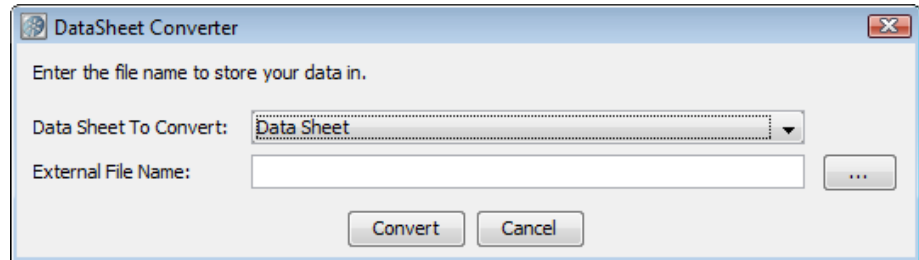 DataSheet Converter
Enter the file name to store your data in.
Data Sheet To Convert: Data Sheet
External File Name: ...
Convert Cancel